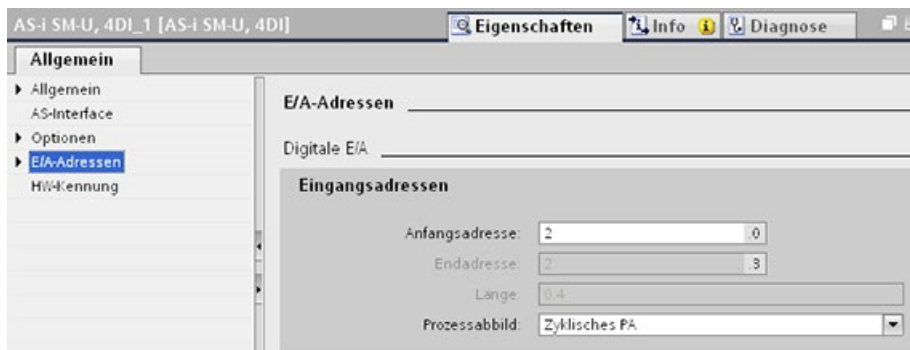 AS-i SM-U, 4DI_1 [AS-i SM-U, 4DI]
Eigenschaften
Info
Diagnose
Allgemein
Allgemein
AS-Interface
Optionen
E/A-Adressen
HW-Kennung
E/A-Adressen
Digitale E/A
Eingangsadressen
Anfangsadresse: 2 .0
Endadresse: 2 .3
Länge: 0.4
Prozessabbild: Zyklisches PA